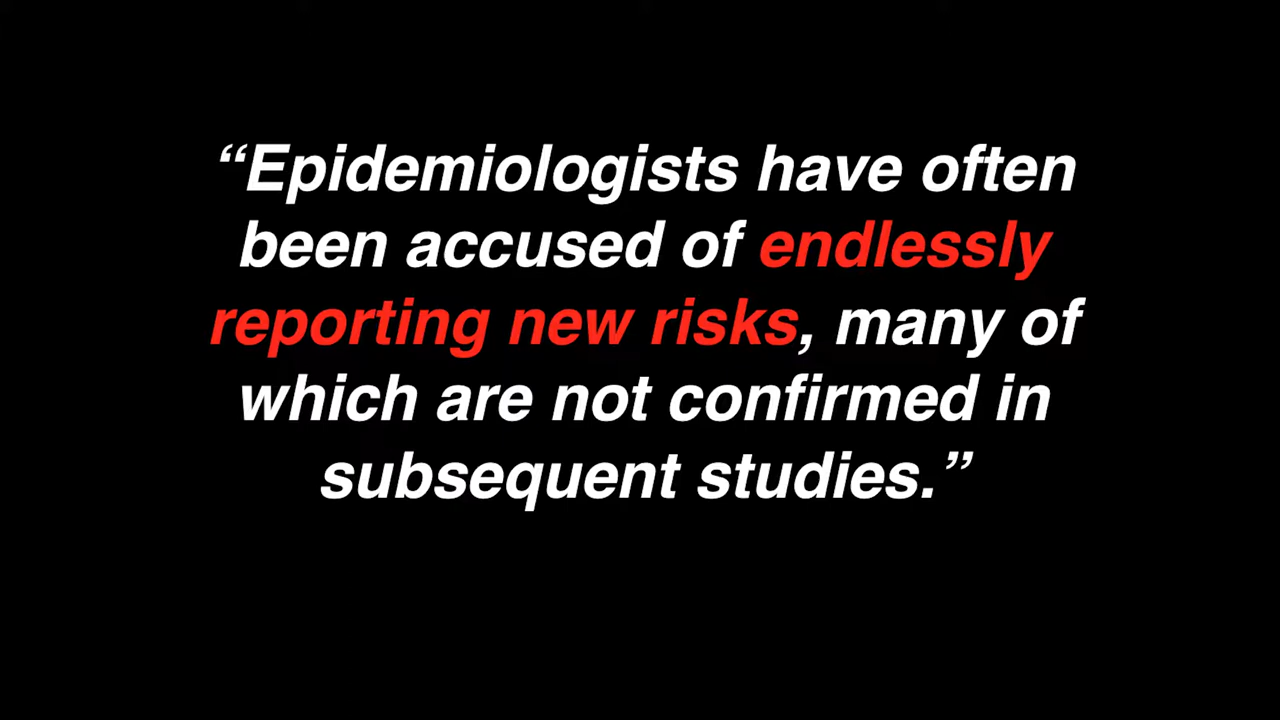 “Epidemiologists have often
been accused of endlessly
reporting new risks, many of
which are not confirmed in
subsequent studies.”